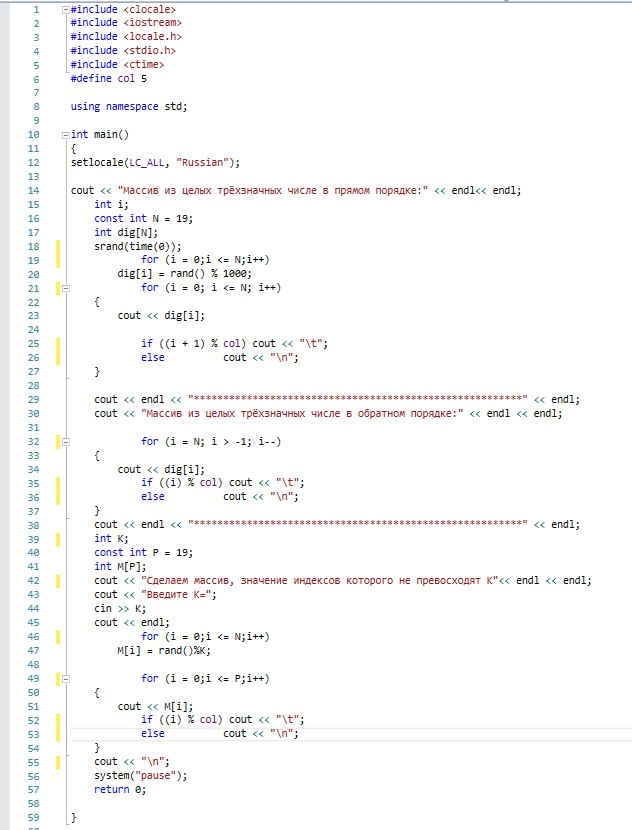 1 #include <clocale>
2 #include <iostream>
3 #include <locale.h>
4 #include <stdio.h>
5 #include <ctime>
6 #define col 5
7
8 using namespace std;
9
10 int main()
11 {
12 setlocale(LC_ALL, "Russian");
13
14 cout << "Массив из целых трёхзначных числе в прямом порядке:" << endl<< endl;
15 int i;
16 const int N = 19;
17 int dig[N];
18 srand(time(0));
19 for (i = 0;i <= N;i++)
20 dig[i] = rand() % 1000;
21 for (i = 0; i <= N; i++)
22 {
23 cout << dig[i];
24
25 if ((i + 1) % col) cout << "\t";
26 else cout << "\n";
27 }
28
29 cout << endl << "********************************************************" << endl;
30 cout << "Массив из целых трёхзначных числе в обратном порядке:" << endl << endl;
31
32 for (i = N; i > -1; i--)
33 {
34 cout << dig[i];
35 if ((i) % col) cout << "\t";
36 else cout << "\n";
37 }
38 cout << endl << "********************************************************" << endl;
39 int K;
40 const int P = 19;
41 int M[P];
42 cout << "Сделаем массив, значение индексов которого не превосходят K"<< endl << endl;
43 cout << "Введите K=";
44 cin >> K;
45 cout << endl;
46 for (i = 0;i <= N;i++)
47 M[i] = rand()%K;
48
49 for (i = 0;i <= P;i++)
50 {
51 cout << M[i];
52 if ((i) % col) cout << "\t";
53 else cout << "\n";
54 }
55 cout << "\n";
56 system("pause");
57 return 0;
58
59 }